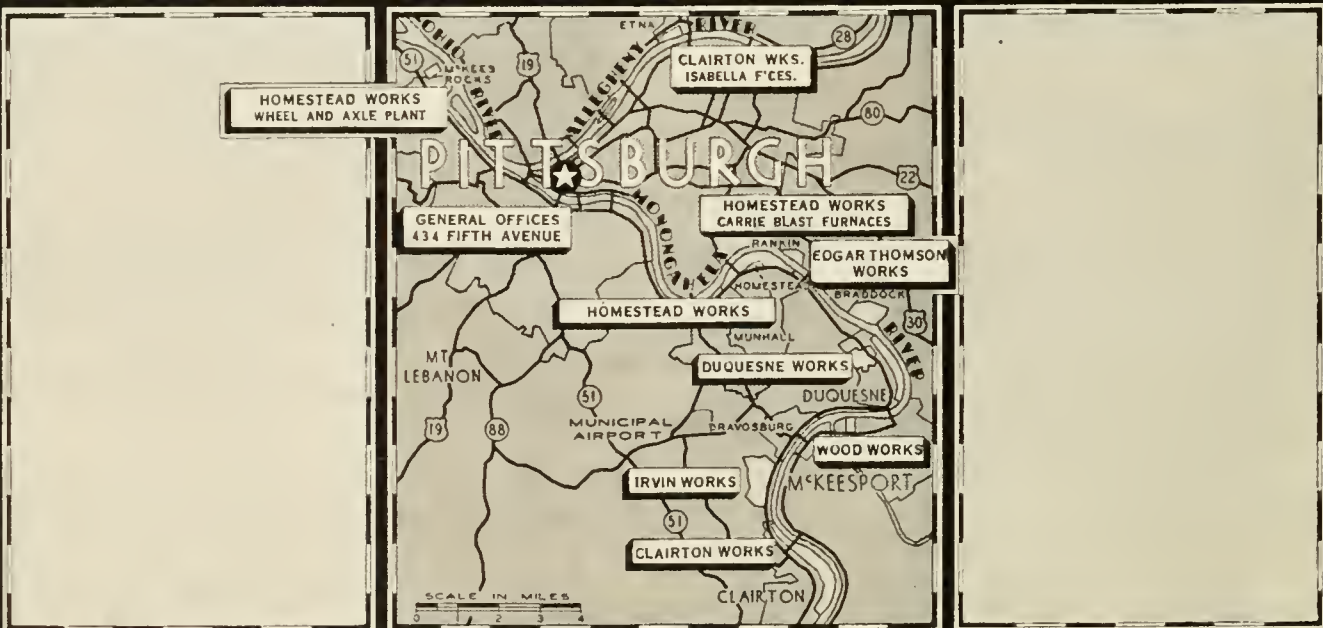 OHIO RIVER
ALLEGHENY RIVER
ETNA
28
51
19
McKEES
ROCKS
CLAIRTON WKS.
ISABELLA F'CES.
HOMESTEAD WORKS
WHEEL AND AXLE PLANT
80
PITTSBURGH
22
GENERAL OFFICES
434 FIFTH AVENUE
MONONGAHELA RIVER
HOMESTEAD WORKS
CARRIE BLAST FURNACES
RANKIN
EDGAR THOMSON
WORKS
HOMESTEA
BRADDOCK
HOMESTEAD WORKS
30
MUNHALL
MT.
LEBANON
DUQUESNE WORKS
DUQUESNE
51
19
88
MUNICIPAL
AIRPORT
DRAVOSBURG
WOOD WORKS
IRVIN WORKS
McKEESPORT
51
CLAIRTON WORKS
CLAIRTON
SCALE IN MILES
0 1 2 3 4